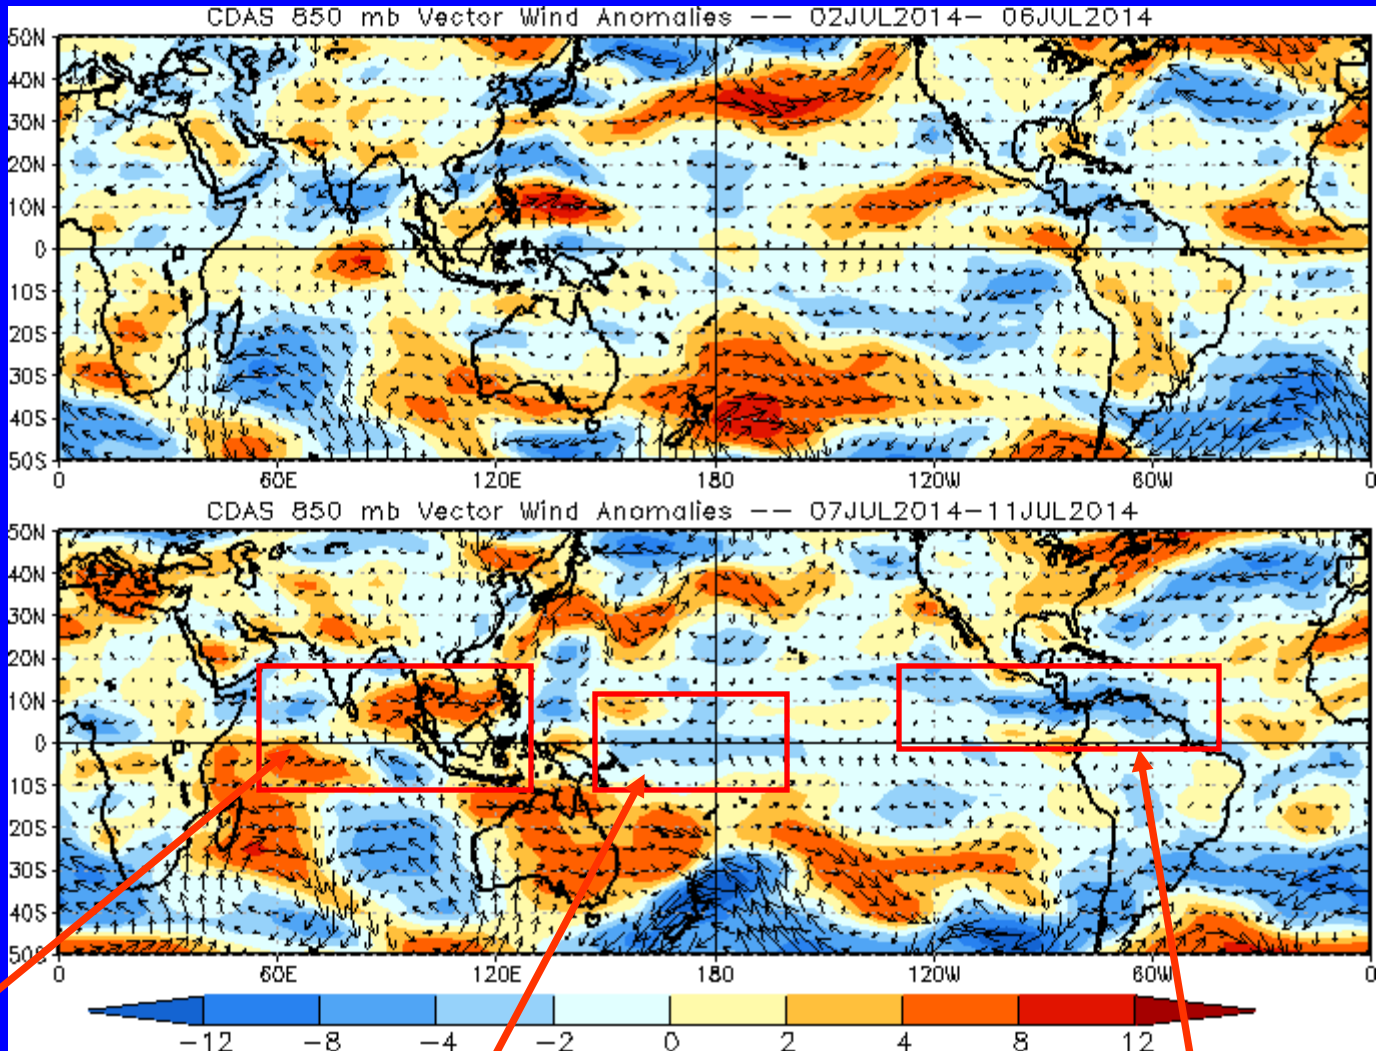 CDAS 850 mb Vector Wind Anomalies -- 02JUL2014- 06JUL2014
50N
40N
30N
20N
10N
0
10S
20S
30S
40S
50S
0 60E 120E 180 120W 60W 0
CDAS 850 mb Vector Wind Anomalies -- 07JUL2014-11JUL2014
50N
40N
30N
20N
10N
0
10S
20S
30S
40S
50S
0 60E 120E 180 120W 60W 0
-12 -8 -4 -2 0 2 4 8 12